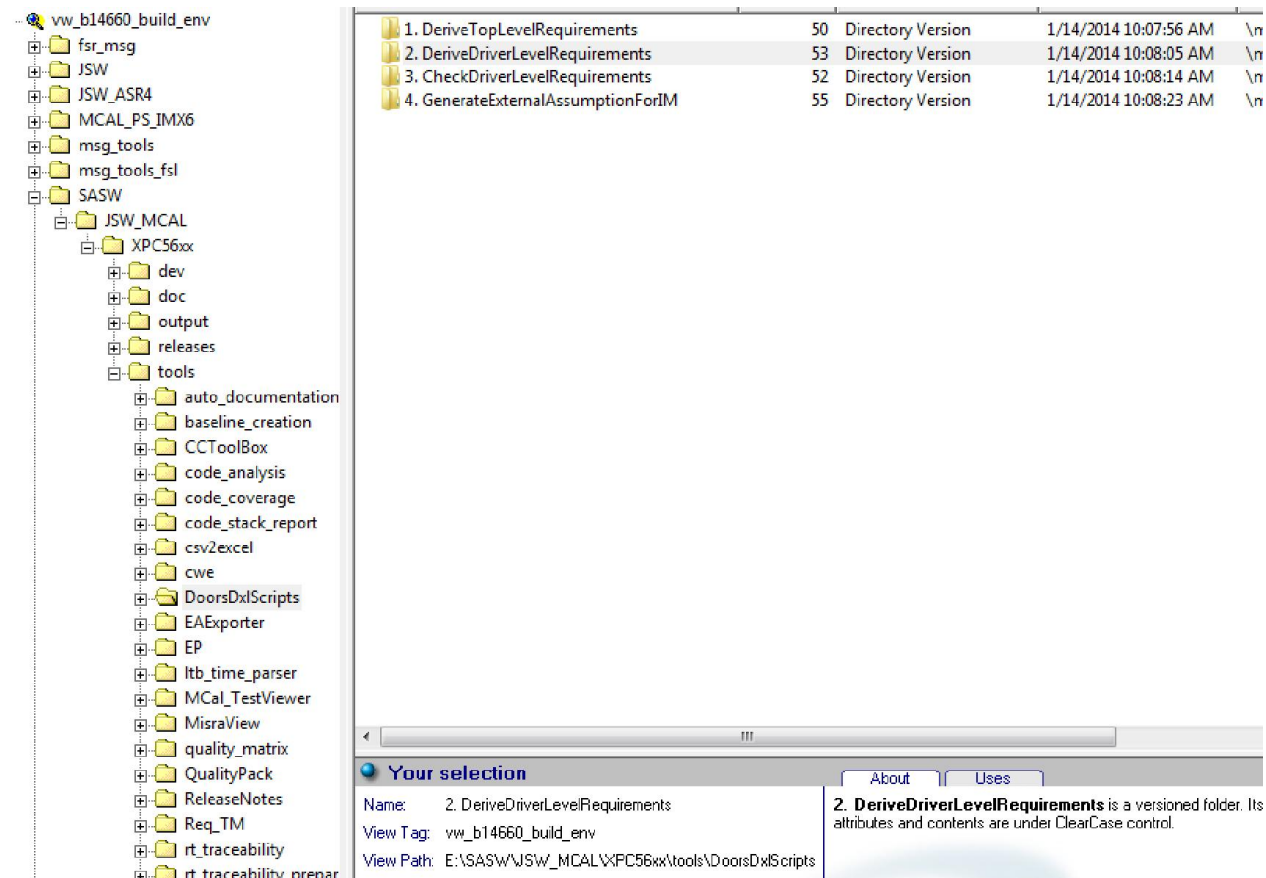 vw_b14660_build_env
fsr_msg
JSW
JSW_ASR4
MCAL_PS_IMX6
msg_tools
msg_tools_fsl
SASW
JSW_MCAL
XPC56xx
dev
doc
output
releases
tools
auto_documentation
baseline_creation
CCToolBox
code_analysis
code_coverage
code_stack_report
csv2excel
cwe
DoorsDxlScripts
EAExporter
EP
ltb_time_parser
MCal_TestViewer
MisraView
quality_matrix
QualityPack
ReleaseNotes
Req_TM
rt_traceability
rt_traceability_prepar
1. DeriveTopLevelRequirements 50 Directory Version 1/14/2014 10:07:56 AM \m
2. DeriveDriverLevelRequirements 53 Directory Version 1/14/2014 10:08:05 AM \m
3. CheckDriverLevelRequirements 52 Directory Version 1/14/2014 10:08:14 AM \m
4. GenerateExternalAssumptionForIM 55 Directory Version 1/14/2014 10:08:23 AM \m
Your selection
Name: 2. DeriveDriverLevelRequirements
View Tag: vw_b14660_build_env
View Path: E:\SASW\JSW_MCAL\XPC56xx\tools\DoorsDxlScripts
About Uses
2. DeriveDriverLevelRequirements is a versioned folder. Its
attributes and contents are under ClearCase control.